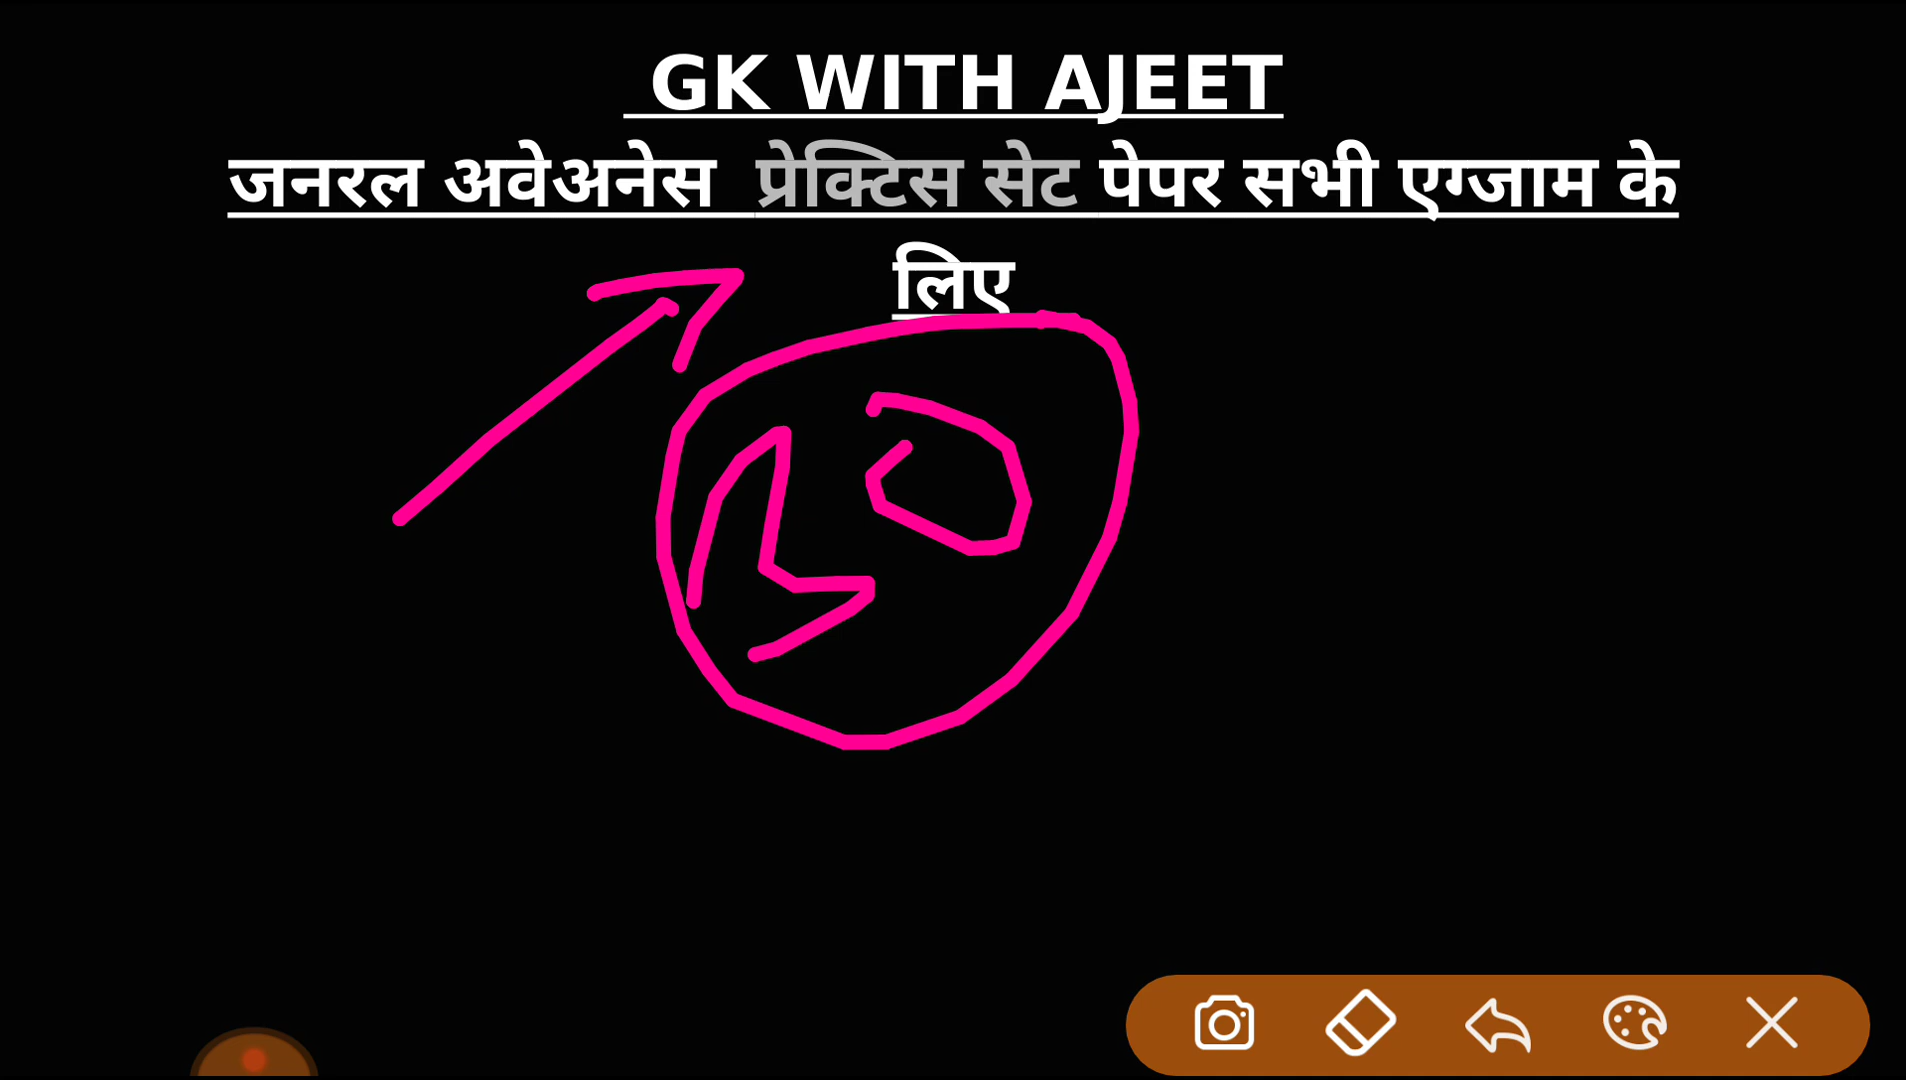 GK WITH AJEET
जनरल अवेअनेस प्रेक्टिस सेट पेपर सभी एग्जाम के
लिए